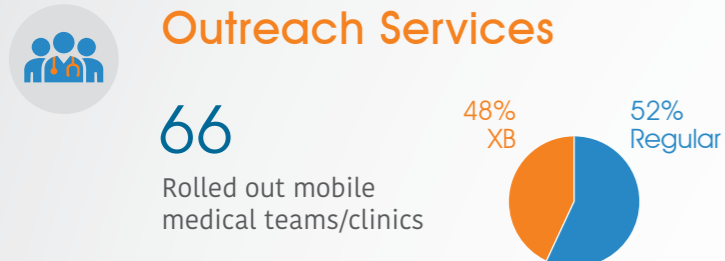 Outreach Services
66
Rolled out mobile
medical teams/clinics
48%
XB
52%
Regular